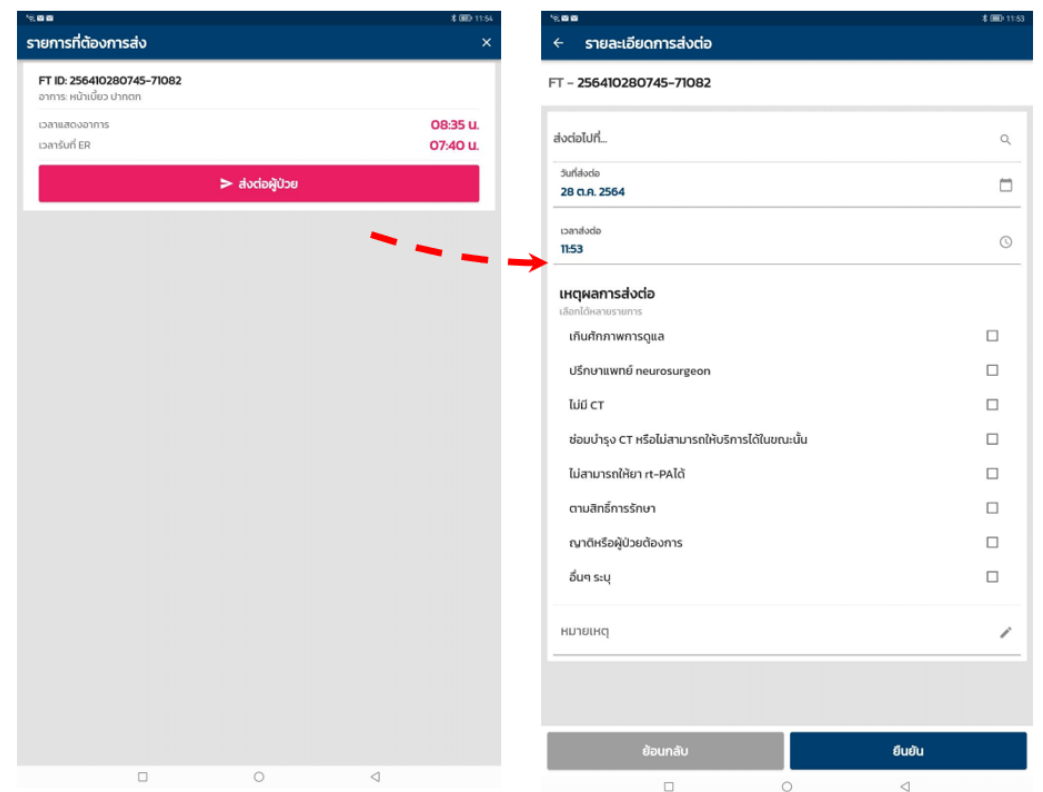 11:54
รายการที่ต้องการส่ง
FT ID: 256410280745-71082
อาการ: หน้าเบี้ยว ปากตก
เวลาแสดงอาการ 08:35 น.
เวลารับที่ ER 07:40 น.
ส่งต่อผู้ป่วย
11:53
รายละเอียดการส่งต่อ
FT - 256410280745-71082
ส่งต่อไปที่...
วันที่ส่งต่อ
28 ต.ค. 2564
เวลาส่งต่อ
11:53
เหตุผลการส่งต่อ
เลือกได้หลายรายการ
เกินศักภาพการดูแล
ปรึกษาแพทย์ neurosurgeon
ไม่มี CT
ซ่อมบำรุง CT หรือไม่สามารถให้บริการได้ในขณะนั้น
ไม่สามารถให้ยา rt-PAได้
ตามสิทธิ์การรักษา
ญาติหรือผู้ป่วยต้องการ
อื่นๆ ระบุ
หมายเหตุ
ย้อนกลับ
ยืนยัน